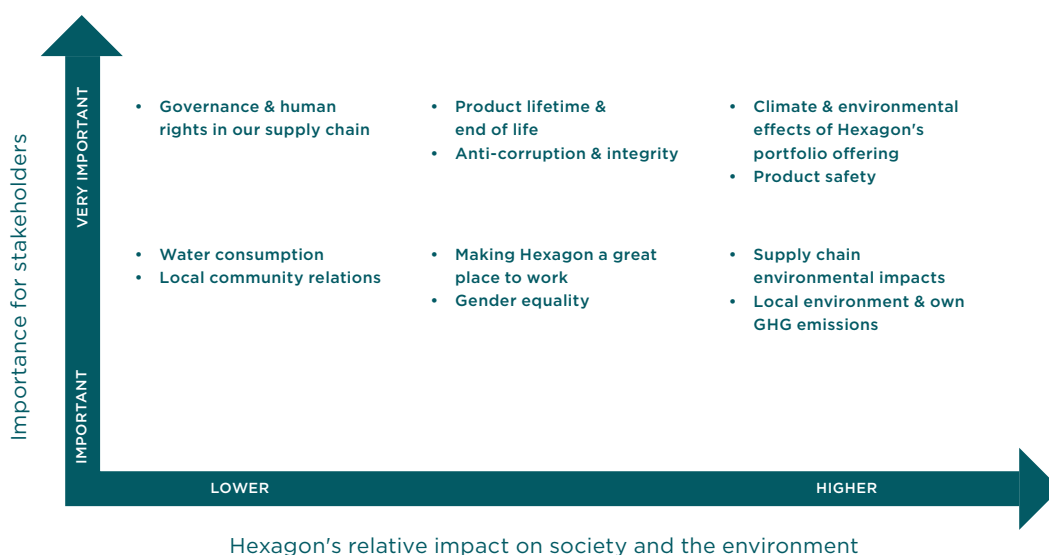 Importance for stakeholders
VERY IMPORTANT
IMPORTANT
• Governance & human
rights in our supply chain
• Product lifetime &
end of life
• Anti-corruption & integrity
• Climate & environmental
effects of Hexagon's
portfolio offering
• Product safety
• Water consumption
• Local community relations
• Making Hexagon a great
place to work
• Gender equality
• Supply chain
environmental impacts
• Local environment & own
GHG emissions
LOWER
HIGHER
Hexagon's relative impact on society and the environment